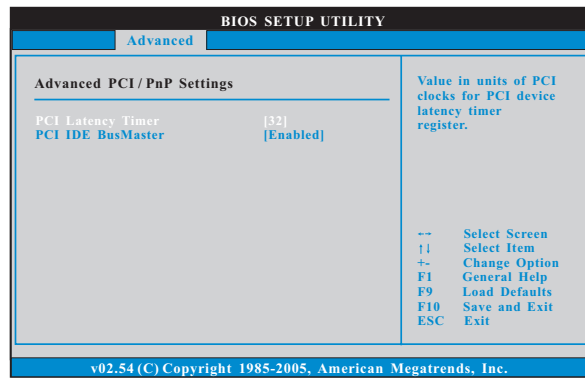 BIOS SETUP UTILITY
Advanced
Advanced PCI / PnP Settings
PCI Latency Timer [32]
PCI IDE BusMaster [Enabled]
Value in units of PCI
clocks for PCI device
latency timer
register.
←→ Select Screen
↑↓ Select Item
+- Change Option
F1 General Help
F9 Load Defaults
F10 Save and Exit
ESC Exit
v02.54 (C) Copyright 1985-2005, American Megatrends, Inc.